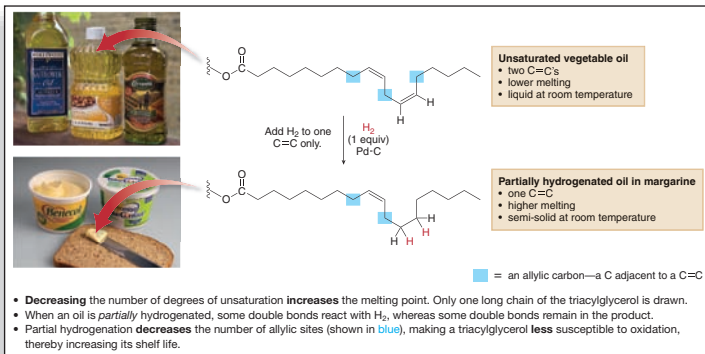 O
O
Unsaturated vegetable oil
• two C=C's
• lower melting
• liquid at room temperature
H
H
Add H₂ to one
C=C only.
H₂
(1 equiv)
Pd-C
O
O
Partially hydrogenated oil in margarine
• one C=C
• higher melting
• semi-solid at room temperature
H
H
H
H
Benecol
= an allylic carbon—a C adjacent to a C=C
• Decreasing the number of degrees of unsaturation increases the melting point. Only one long chain of the triacylglycerol is drawn.
• When an oil is partially hydrogenated, some double bonds react with H₂, whereas some double bonds remain in the product.
• Partial hydrogenation decreases the number of allylic sites (shown in blue), making a triacylglycerol less susceptible to oxidation,
thereby increasing its shelf life.